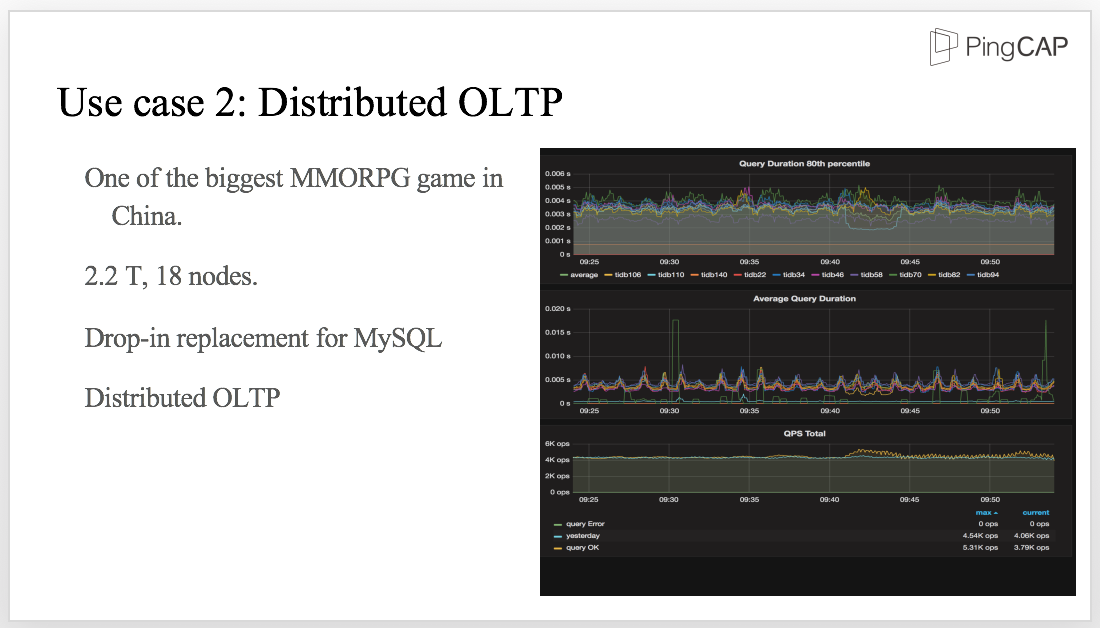 PingCAP
Use case 2: Distributed OLTP
One of the biggest MMORPG game in
China.
2.2 T, 18 nodes.
Drop-in replacement for MySQL
Distributed OLTP
Query Duration 80th percentile
0.006 s
0.005 s
0.004 s
0.003 s
0.002 s
0.001 s
0 s
09:25 09:30 09:35 09:40 09:45 09:50
average tidb106 tidb110 tidb140 tidb22 tidb34 tidb46 tidb58 tidb70 tidb82 tidb94
Average Query Duration
0.020 s
0.015 s
0.010 s
0.005 s
0 s
09:25 09:30 09:35 09:40 09:45 09:50
QPS Total
6K ops
4K ops
2K ops
0 ops
09:25 09:30 09:35 09:40 09:45 09:50
max current
query Error 0 ops 0 ops
yesterday 4.54K ops 4.06K ops
query OK 5.31K ops 3.79K ops